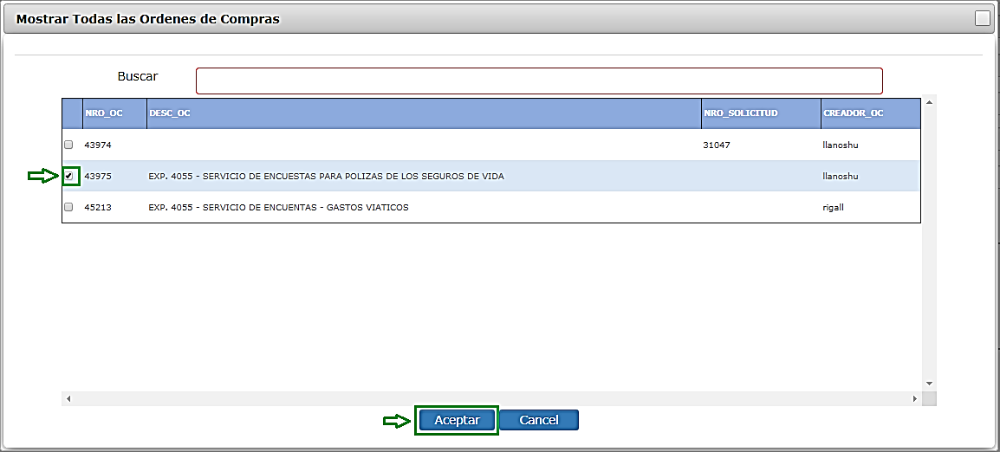 Mostrar Todas las Ordenes de Compras
Buscar
NRO_OC DESC_OC NRO_SOLICITUD CREADOR_OC
43974 31047 llanoshu
43975 EXP. 4055 - SERVICIO DE ENCUESTAS PARA POLIZAS DE LOS SEGUROS DE VIDA llanoshu
45213 EXP. 4055 - SERVICIO DE ENCUENTAS - GASTOS VIATICOS rigall
Aceptar Cancel